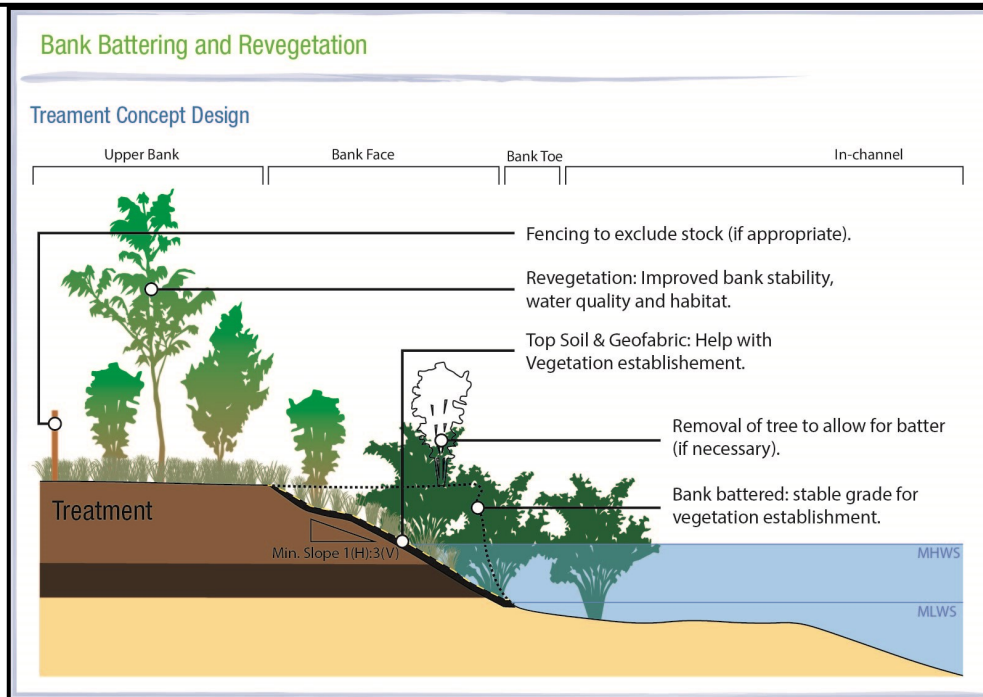 Bank Battering and Revegetation
Treament Concept Design
Upper Bank
Bank Face
Bank Toe
In-channel
Fencing to exclude stock (if appropriate).
Revegetation: Improved bank stability,
water quality and habitat.
Top Soil & Geofabric: Help with
Vegetation establishement.
Removal of tree to allow for batter
(if necessary).
Bank battered: stable grade for
vegetation establishment.
Treatment
Min. Slope 1(H):3(V)
MHWS
MLWS